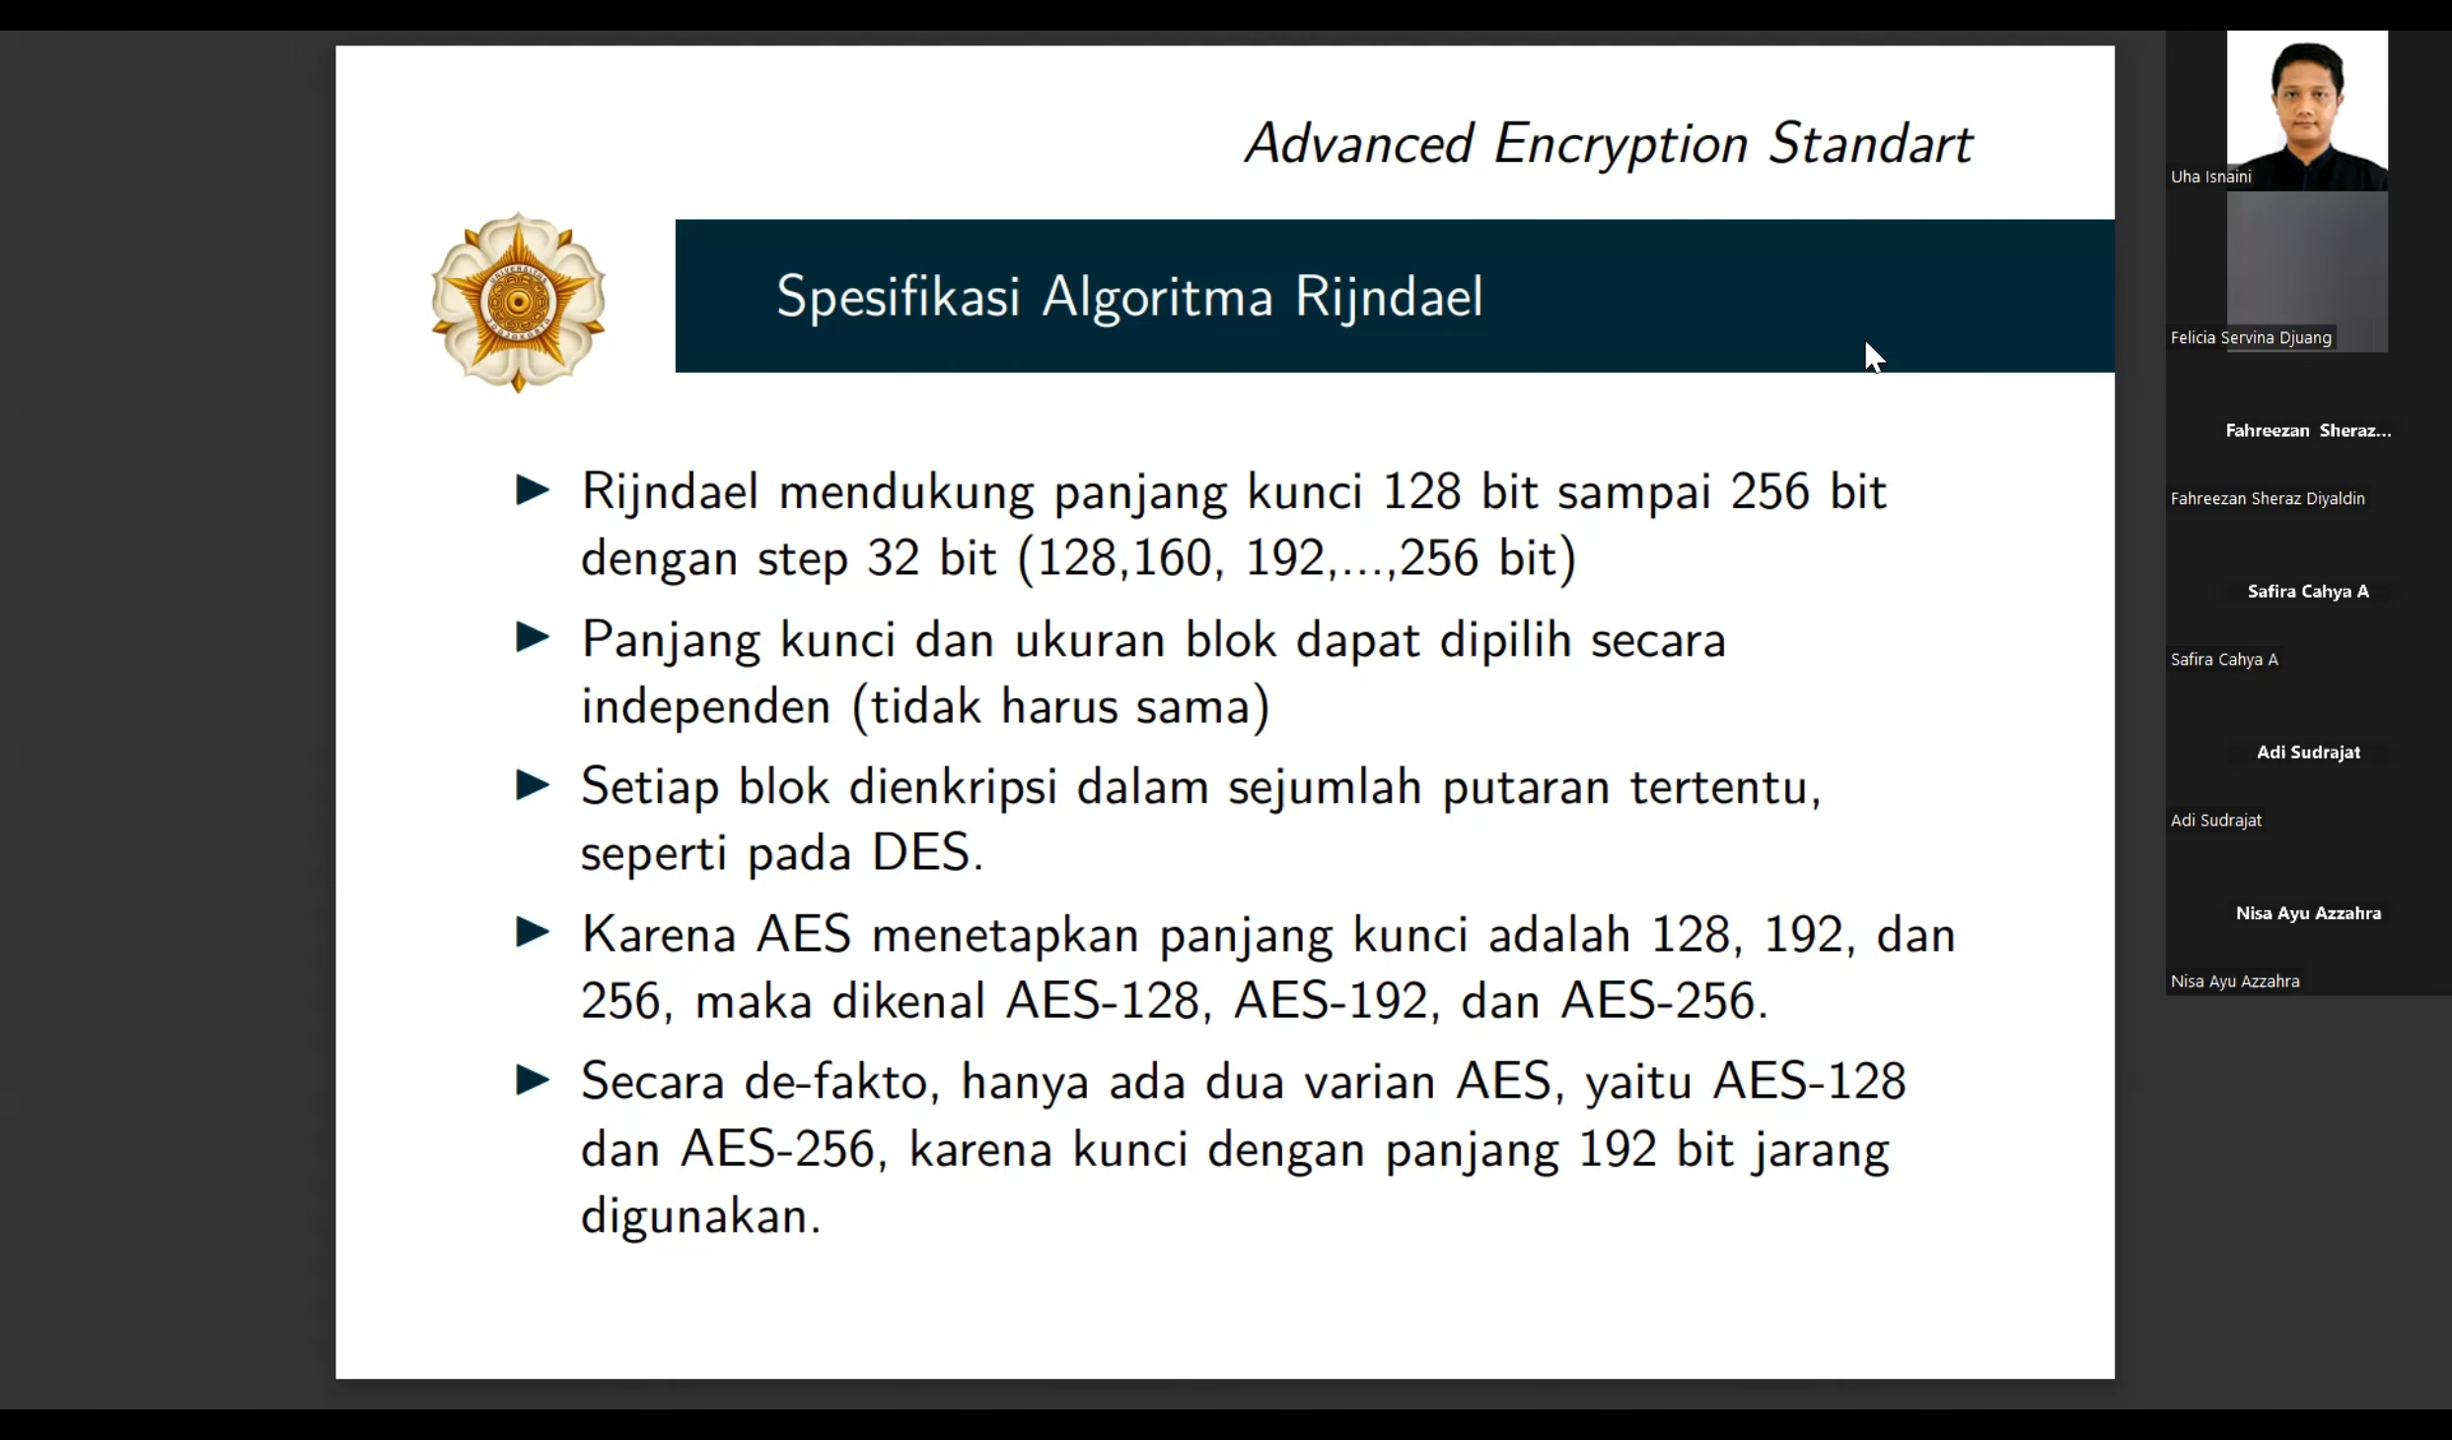 Advanced Encryption Standart
Spesifikasi Algoritma Rijndael
Rijndael mendukung panjang kunci 128 bit sampai 256 bit
dengan step 32 bit (128,160, 192,...,256 bit)
Panjang kunci dan ukuran blok dapat dipilih secara
independen (tidak harus sama)
Setiap blok dienkripsi dalam sejumlah putaran tertentu,
seperti pada DES.
Karena AES menetapkan panjang kunci adalah 128, 192, dan
256, maka dikenal AES-128, AES-192, dan AES-256.
Secara de-fakto, hanya ada dua varian AES, yaitu AES-128
dan AES-256, karena kunci dengan panjang 192 bit jarang
digunakan.
Uha Isnaini
Felicia Servina Djuang
Fahreezan Sheraz...
Fahreezan Sheraz Diyaldin
Safira Cahya A
Safira Cahya A
Adi Sudrajat
Adi Sudrajat
Nisa Ayu Azzahra
Nisa Ayu Azzahra